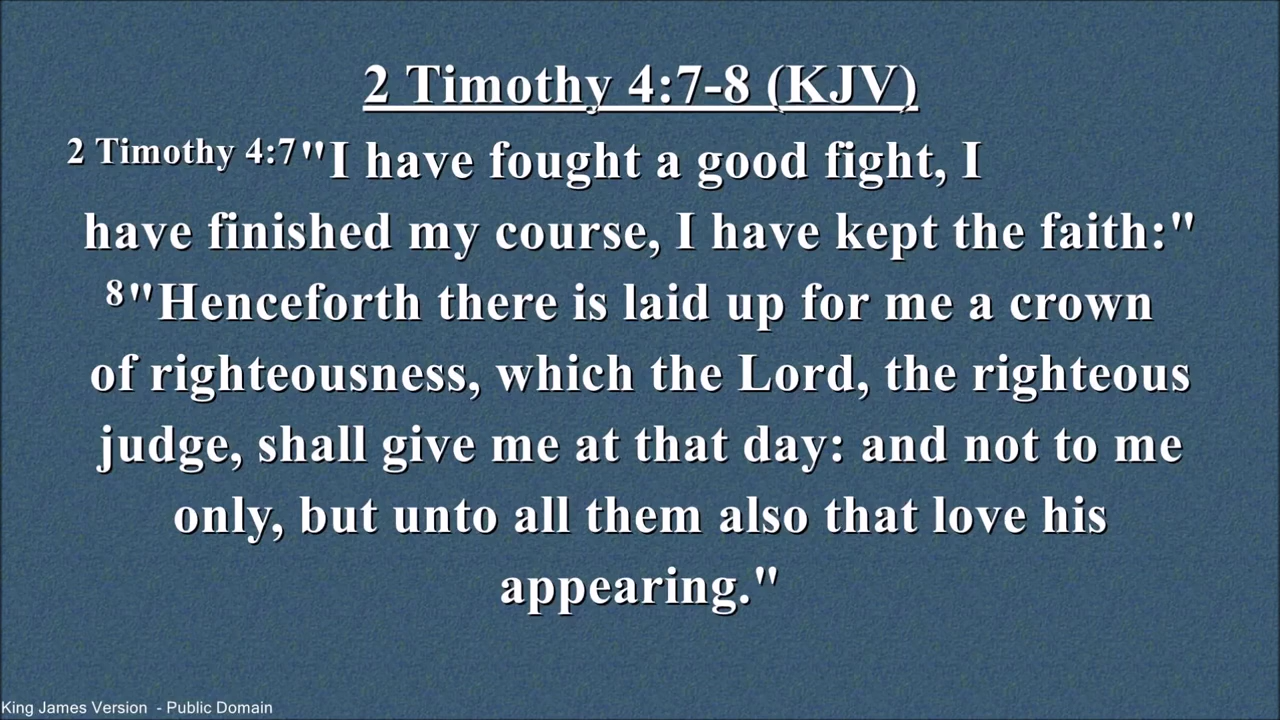 2 Timothy 4:7-8 (KJV)
2 Timothy 4:7"I have fought a good fight, I
have finished my course, I have kept the faith:"
8"Henceforth there is laid up for me a crown
of righteousness, which the Lord, the righteous
judge, shall give me at that day: and not to me
only, but unto all them also that love his
appearing."
King James Version - Public Domain